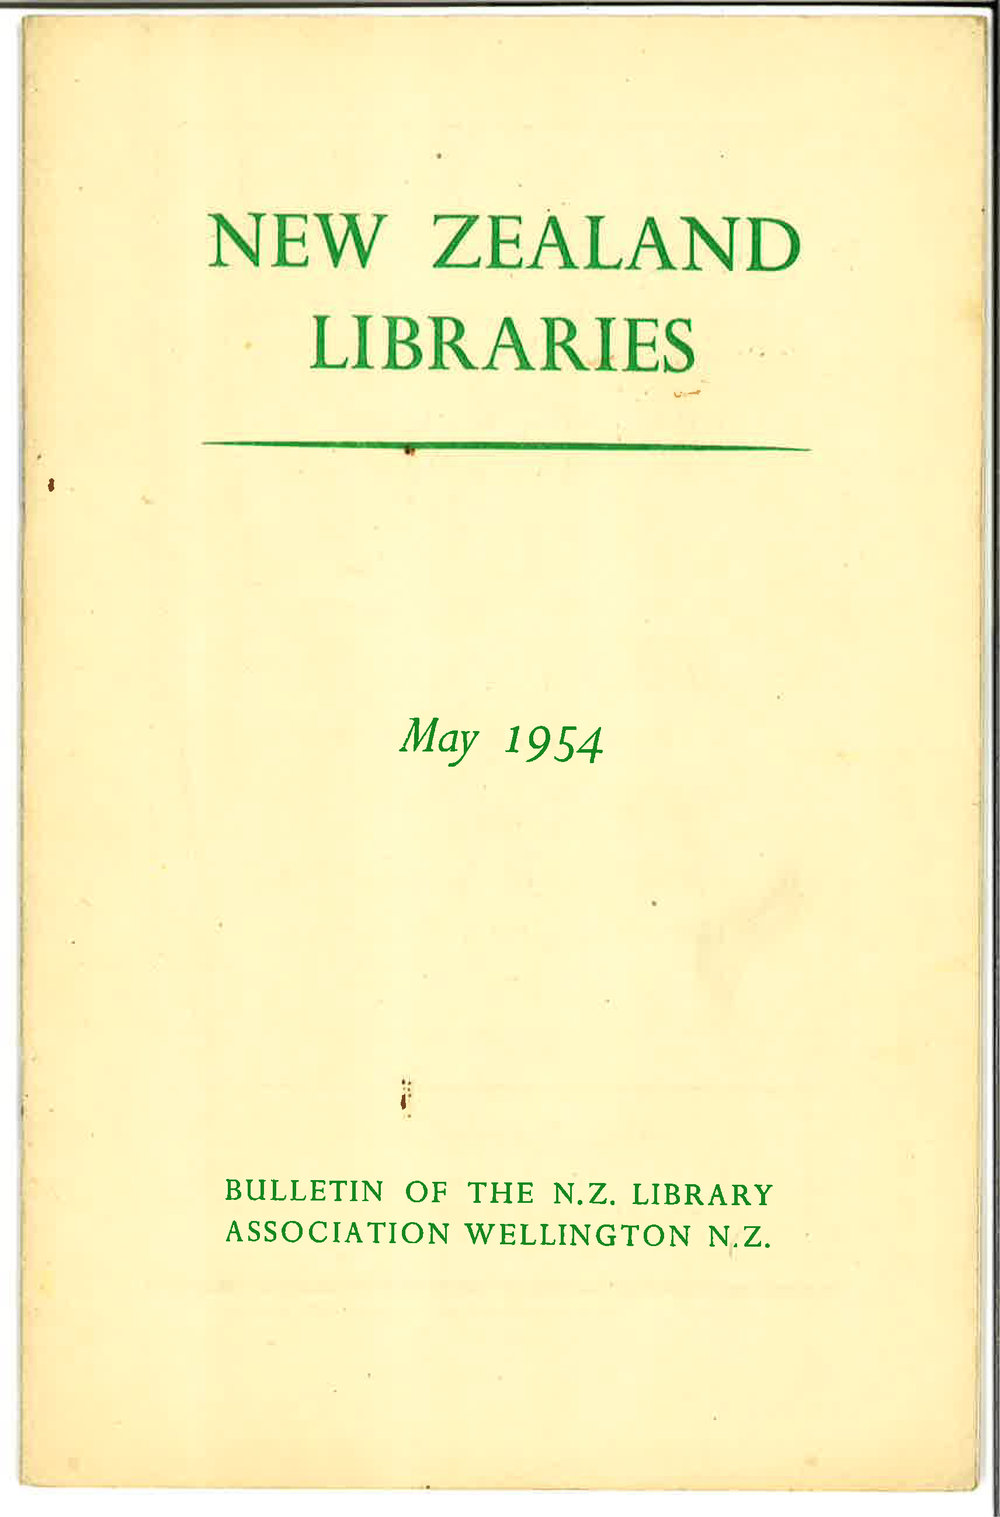 NEW ZEALAND
LIBRARIES
May 1954
BULLETIN OF THE N.Z. LIBRARY
ASSOCIATION WELLINGTON N.Z.